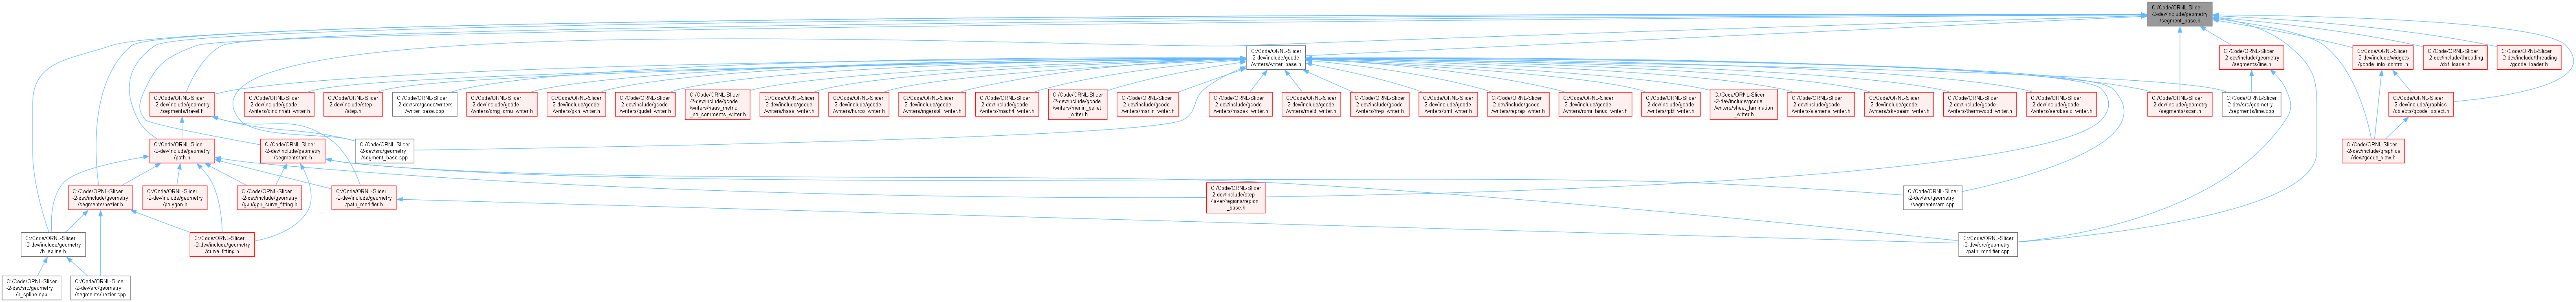 C:/Code/ORNL-Slicer
-2-dev/include/geometry
/segment_base.h
C:/Code/ORNL-Slicer
-2-dev/include/gcode
/writers/writer_base.h
C:/Code/ORNL-Slicer
-2-dev/include/geometry
/segments/line.h
C:/Code/ORNL-Slicer
-2-dev/include/widgets
/gcode_info_control.h
C:/Code/ORNL-Slicer
-2-dev/include/threading
/dxf_loader.h
C:/Code/ORNL-Slicer
-2-dev/include/threading
/gcode_loader.h
C:/Code/ORNL-Slicer
-2-dev/include/geometry
/segments/travel.h
C:/Code/ORNL-Slicer
-2-dev/include/gcode
/writers/cincinnati_writer.h
C:/Code/ORNL-Slicer
-2-dev/include/step
/step.h
C:/Code/ORNL-Slicer
-2-dev/src/gcode/writers
/writer_base.cpp
C:/Code/ORNL-Slicer
-2-dev/include/gcode
/writers/dmg_dmu_writer.h
C:/Code/ORNL-Slicer
-2-dev/include/gcode
/writers/gkn_writer.h
C:/Code/ORNL-Slicer
-2-dev/include/gcode
/writers/gudel_writer.h
C:/Code/ORNL-Slicer
-2-dev/include/gcode
/writers/haas_metric
_no_comments_writer.h
C:/Code/ORNL-Slicer
-2-dev/include/gcode
/writers/haas_writer.h
C:/Code/ORNL-Slicer
-2-dev/include/gcode
/writers/hurco_writer.h
C:/Code/ORNL-Slicer
-2-dev/include/gcode
/writers/ingersoll_writer.h
C:/Code/ORNL-Slicer
-2-dev/include/gcode
/writers/mach4_writer.h
C:/Code/ORNL-Slicer
-2-dev/include/gcode
/writers/marlin_pellet
_writer.h
C:/Code/ORNL-Slicer
-2-dev/include/gcode
/writers/marlin_writer.h
C:/Code/ORNL-Slicer
-2-dev/include/gcode
/writers/mazak_writer.h
C:/Code/ORNL-Slicer
-2-dev/include/gcode
/writers/meld_writer.h
C:/Code/ORNL-Slicer
-2-dev/include/gcode
/writers/mvp_writer.h
C:/Code/ORNL-Slicer
-2-dev/include/gcode
/writers/ornl_writer.h
C:/Code/ORNL-Slicer
-2-dev/include/gcode
/writers/reprap_writer.h
C:/Code/ORNL-Slicer
-2-dev/include/gcode
/writers/romi_fanuc_writer.h
C:/Code/ORNL-Slicer
-2-dev/include/gcode
/writers/rpbf_writer.h
C:/Code/ORNL-Slicer
-2-dev/include/gcode
/writers/sheet_lamination
_writer.h
C:/Code/ORNL-Slicer
-2-dev/include/gcode
/writers/siemens_writer.h
C:/Code/ORNL-Slicer
-2-dev/include/gcode
/writers/skybaam_writer.h
C:/Code/ORNL-Slicer
-2-dev/include/gcode
/writers/thermwood_writer.h
C:/Code/ORNL-Slicer
-2-dev/include/gcode
/writers/aerobasic_writer.h
C:/Code/ORNL-Slicer
-2-dev/include/geometry
/segments/scan.h
C:/Code/ORNL-Slicer
-2-dev/src/geometry
/segments/line.cpp
C:/Code/ORNL-Slicer
-2-dev/include/graphics
/objects/gcode_object.h
C:/Code/ORNL-Slicer
-2-dev/include/geometry
/path.h
C:/Code/ORNL-Slicer
-2-dev/include/geometry
/segments/arc.h
C:/Code/ORNL-Slicer
-2-dev/src/geometry
/segment_base.cpp
C:/Code/ORNL-Slicer
-2-dev/include/graphics
/view/gcode_view.h
C:/Code/ORNL-Slicer
-2-dev/include/geometry
/segments/bezier.h
C:/Code/ORNL-Slicer
-2-dev/include/geometry
/polygon.h
C:/Code/ORNL-Slicer
-2-dev/include/geometry
/gpu/gpu_curve_fitting.h
C:/Code/ORNL-Slicer
-2-dev/include/geometry
/path_modifier.h
C:/Code/ORNL-Slicer
-2-dev/include/step
/layer/regions/region
_base.h
C:/Code/ORNL-Slicer
-2-dev/src/geometry
/segments/arc.cpp
C:/Code/ORNL-Slicer
-2-dev/include/geometry
/b_spline.h
C:/Code/ORNL-Slicer
-2-dev/include/geometry
/curve_fitting.h
C:/Code/ORNL-Slicer
-2-dev/src/geometry
/path_modifier.cpp
C:/Code/ORNL-Slicer
-2-dev/src/geometry
/b_spline.cpp
C:/Code/ORNL-Slicer
-2-dev/src/geometry
/segments/bezier.cpp